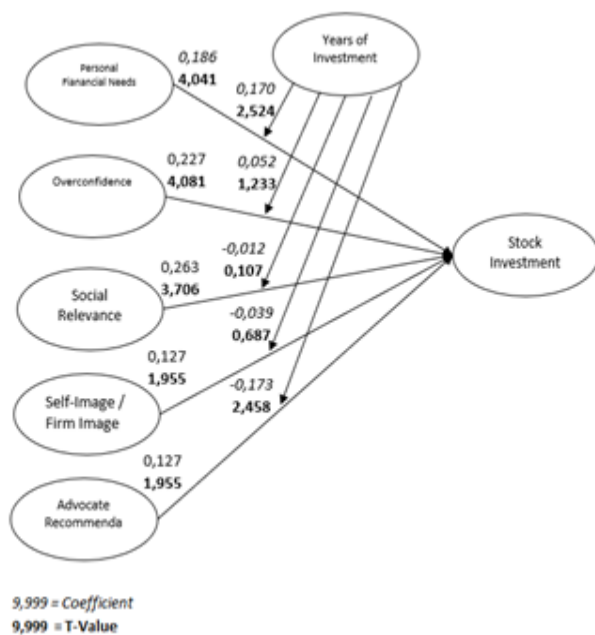 Years of
Investment
0,186
4,041
Personal
Fianancial Needs
0,170
2,524
0,227
4,081
0,052
1,233
Overconfidence
-0,012
0,107
0,263
3,706
Stock
Investment
Social
Relevance
-0,039
0,687
0,127
1,955
-0,173
2,458
Self-Image /
Firm Image
0,127
1,955
Advocate
Recommenda
9,999 = Coefficient
9,999 = T-Value